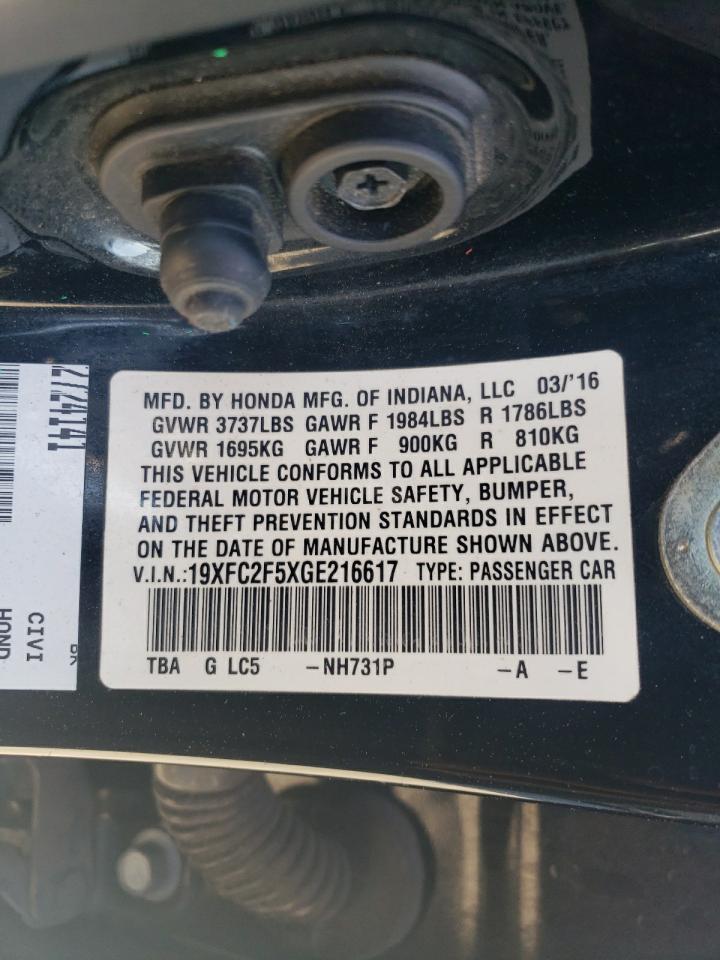 MFD. BY HONDA MFG. OF INDIANA, LLC 03/'16
GVWR 3737LBS GAWR F 1984LBS R 1786LBS
GVWR 1695KG GAWR F 900KG R 810KG
THIS VEHICLE CONFORMS TO ALL APPLICABLE
FEDERAL MOTOR VEHICLE SAFETY, BUMPER,
AND THEFT PREVENTION STANDARDS IN EFFECT
ON THE DATE OF MANUFACTURE SHOWN ABOVE.
V.I.N.:19XFC2F5XGE216617 TYPE: PASSENGER CAR
TBA G LC5 -NH731P -A -E
BK
CIVI
HOND